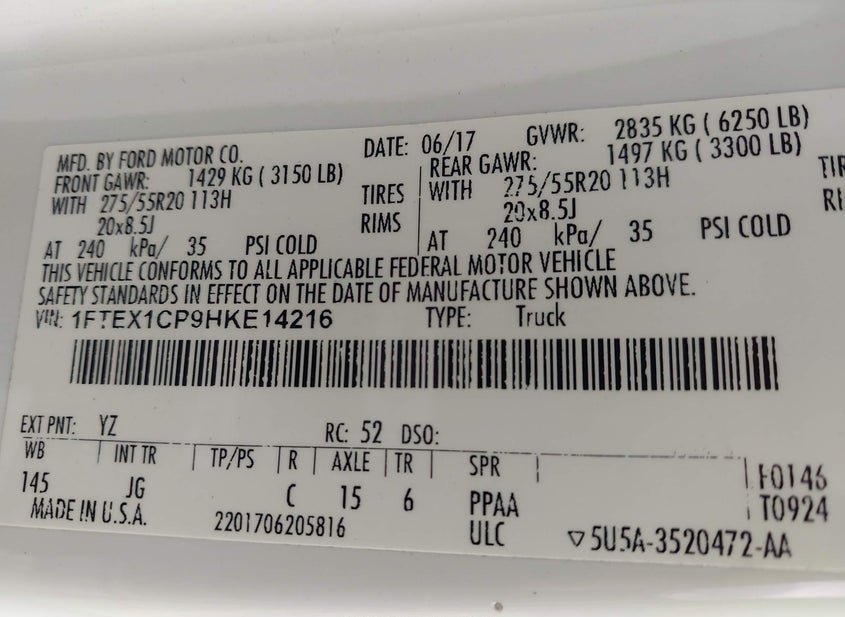 MFD. BY FORD MOTOR CO. DATE: 06/17 GVWR: 2835 KG ( 6250 LB)
FRONT GAWR: 1429 KG ( 3150 LB) REAR GAWR: 1497 KG ( 3300 LB)
WITH 275/55R20 113H TIRES WITH 275/55R20 113H
20x8.5J RIMS 20x8.5J
AT 240 kPa/ 35 PSI COLD AT 240 kPa/ 35 PSI COLD
THIS VEHICLE CONFORMS TO ALL APPLICABLE FEDERAL MOTOR VEHICLE
SAFETY STANDARDS IN EFFECT ON THE DATE OF MANUFACTURE SHOWN ABOVE.
VIN: 1FTEX1CP9HKE14216 TYPE: Truck
EXT PNT: YZ RC: 52 DSO:
WB INT TR TP/PS R AXLE TR SPR F0146
145 JG C 15 6 PPAA T0924
MADE IN U.S.A. 2201706205816 ULC ▽5U5A-3520472-AA